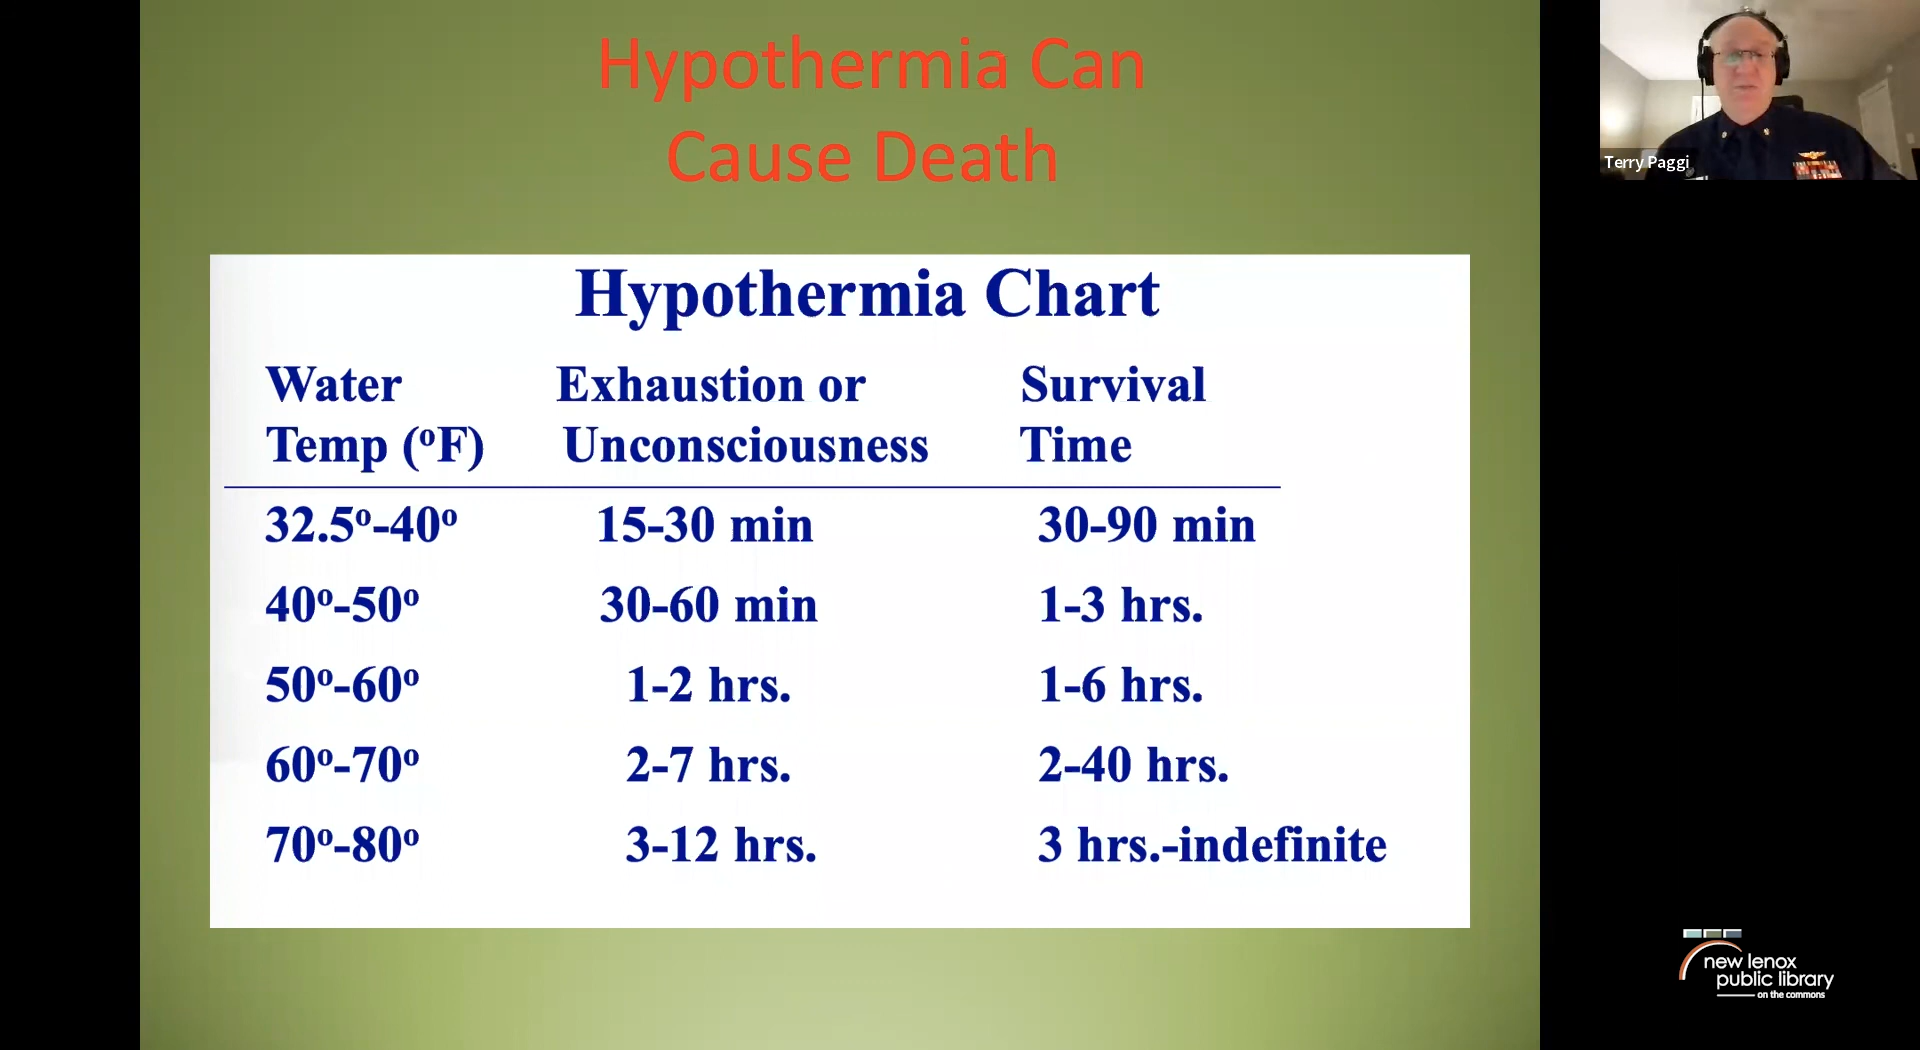 Hypothermia Can
Cause Death
Terry Paggi
Hypothermia Chart
Water Exhaustion or Survival
Temp (ºF) Unconsciousness Time
32.5º-40º 15-30 min 30-90 min
40º-50º 30-60 min 1-3 hrs.
50º-60º 1-2 hrs. 1-6 hrs.
60º-70º 2-7 hrs. 2-40 hrs.
70º-80º 3-12 hrs. 3 hrs.-indefinite
new lenox
public library
on the commons